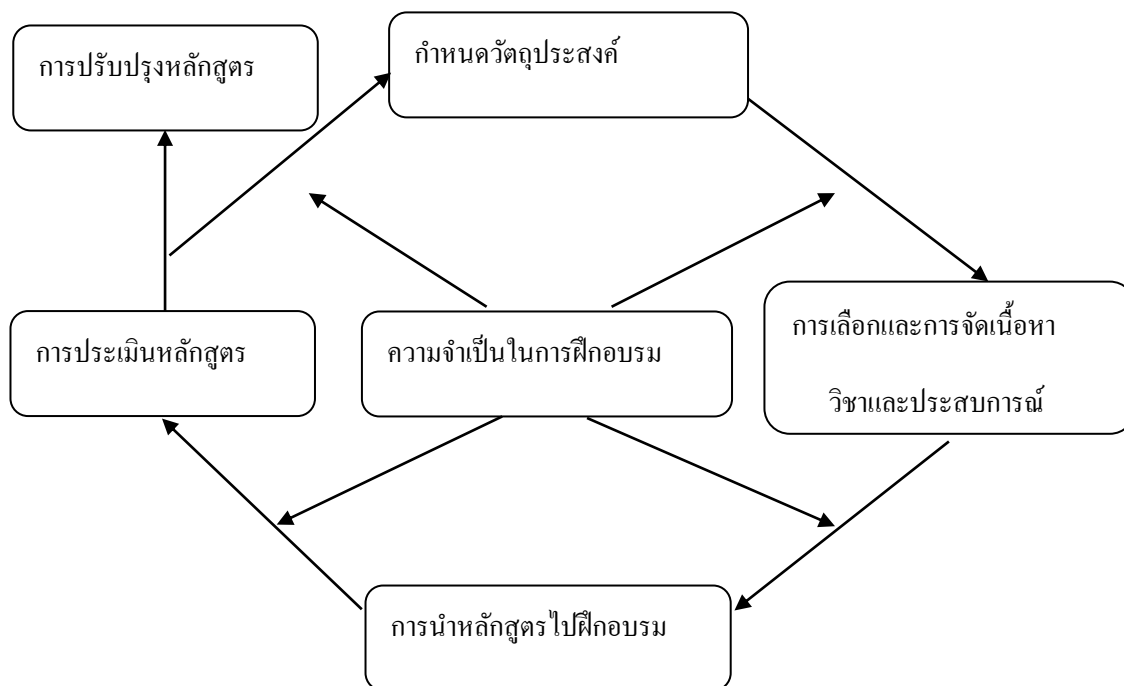 การปรับปรุงหลักสูตร
กำหนดวัตถุประสงค์
การประเมินหลักสูตร
ความจำเป็นในการฝึกอบรม
การเลือกและการจัดเนื้อหา
วิชาและประสบการณ์
การนำหลักสูตรไปฝึกอบรม